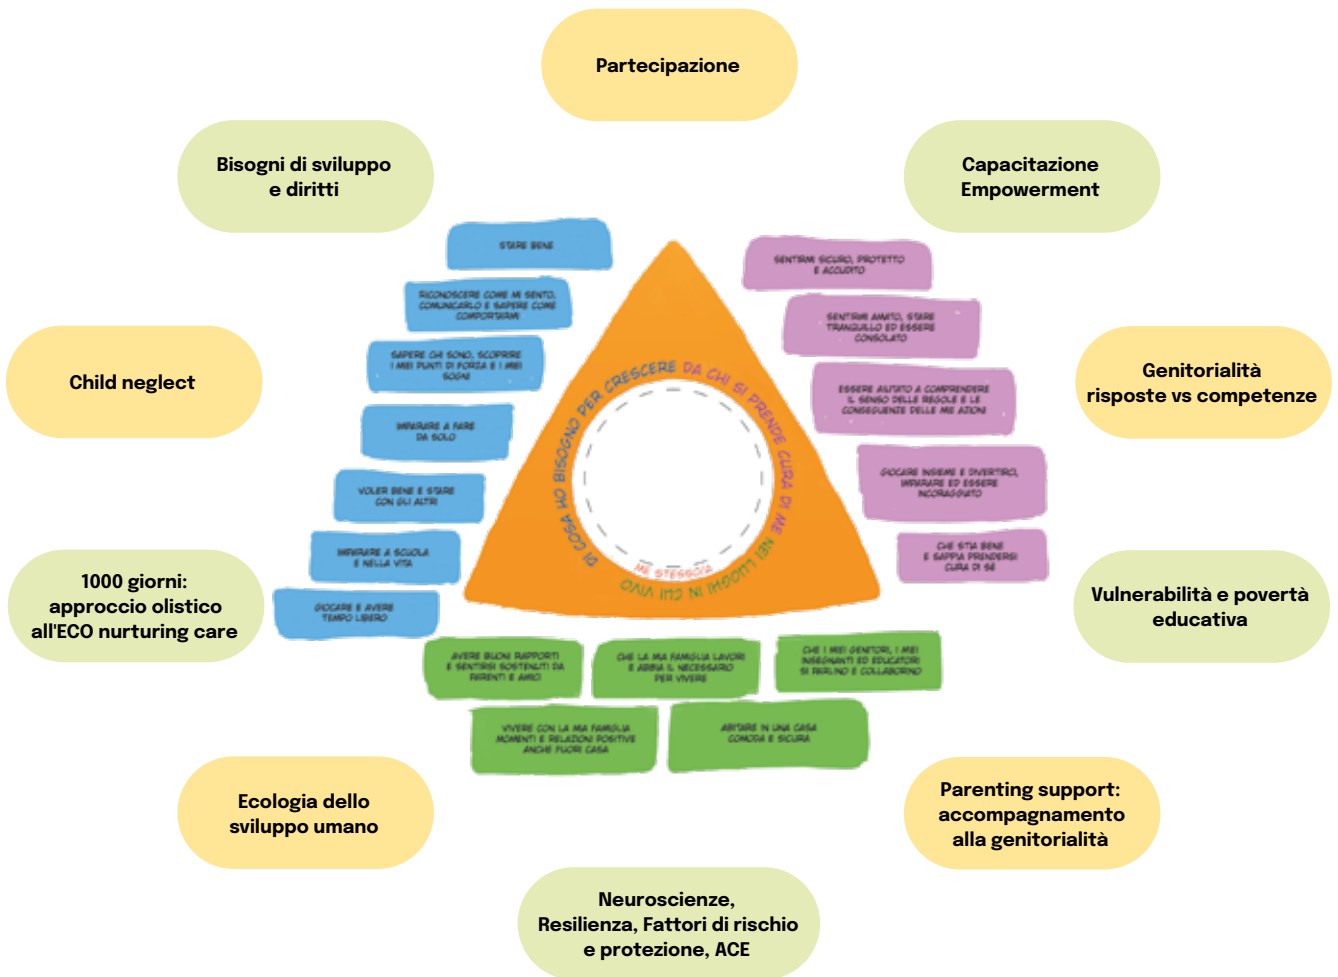 Partecipazione
Bisogni di sviluppo
e diritti
Capacitazione
Empowerment
STARE BENE
RICONOSCERE COME MI SENTO,
COMUNICARLO E SAPERE COME
COMPORTARMI
SAPERE CHI SONO, SCOPRIRE
I MIEI PUNTI DI FORZA E I MIEI
SOGNI
IMPARARE A FARE
DA SOLO
VOLER BENE E STARE
CON GLI ALTRI
IMPARARE A SCUOLA
E NELLA VITA
GIOCARE E AVERE
TEMPO LIBERO
SENTIRMI SICURO, PROTETTO
E ACCUDITO
SENTIRMI AMATO, STARE
TRANQUILLO ED ESSERE
CONSOLATO
ESSERE AIUTATO A COMPRENDERE
IL SENSO DELLE REGOLE E LE
CONSEGUENZE DELLE MIE AZIONI
GIOCARE INSIEME E DIVERTIRCI,
IMPARARE ED ESSERE
INCORAGGIATO
CHE STIA BENE
E SAPPIA PRENDERSI
CURA DI SÉ
DI COSA HO BISOGNO PER CRESCERE
DA CHI SI PRENDE CURA DI ME
NEI LUOGHI IN CUI VIVO
ME STESSO/A
AVERE BUONI RAPPORTI
E SENTIRSI SOSTENUTI DA
PARENTI E AMICI
CHE LA MIA FAMIGLIA LAVORI
E ABBIA IL NECESSARIO
PER VIVERE
CHE I MIEI GENITORI, I MIEI
INSEGNANTI ED EDUCATORI
SI PARLINO E COLLABORINO
VIVERE CON LA MIA FAMIGLIA
MOMENTI E RELAZIONI POSITIVE
ANCHE FUORI CASA
ABITARE IN UNA CASA
COMODA E SICURA
Child neglect
Genitorialità
risposte vs competenze
1000 giorni:
approccio olistico
all'ECO nurturing care
Vulnerabilità e povertà
educativa
Ecologia dello
sviluppo umano
Parenting support:
accompagnamento
alla genitorialità
Neuroscienze,
Resilienza, Fattori di rischio
e protezione, ACE